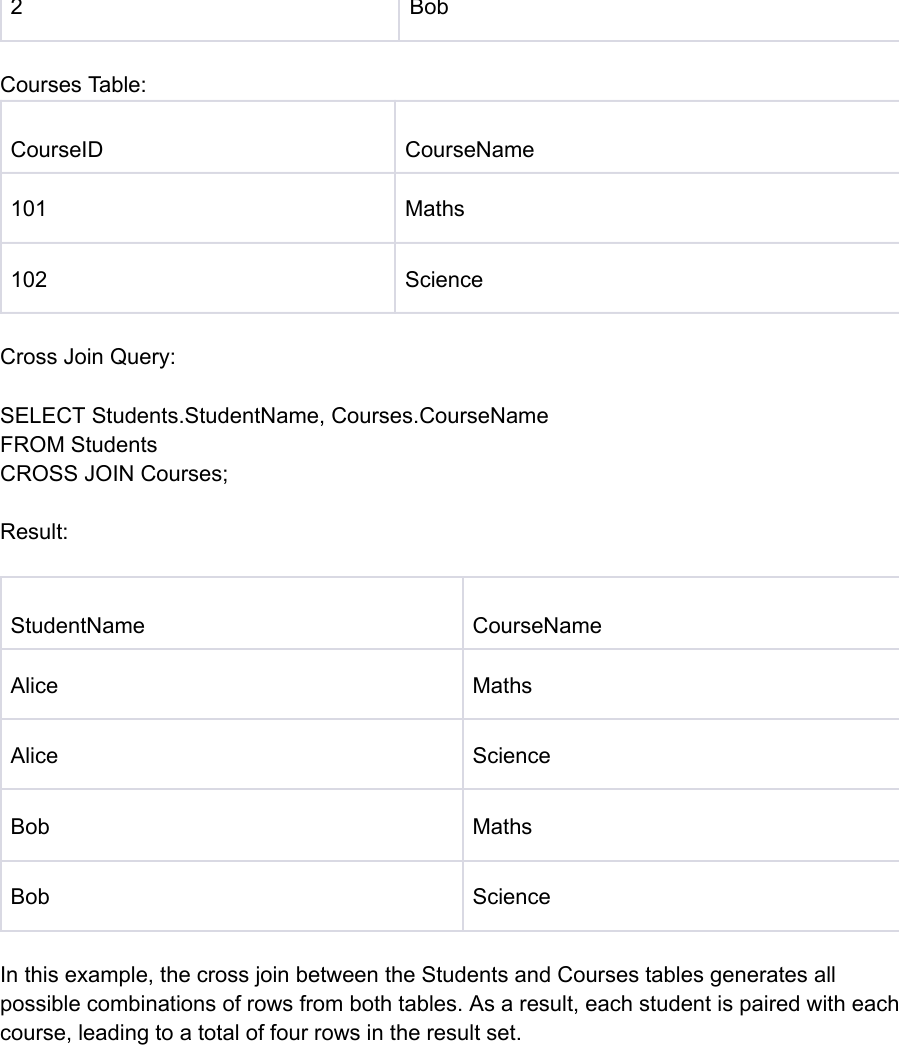 2 Bob
Courses Table:
CourseID CourseName
101 Maths
102 Science
Cross Join Query:
SELECT Students.StudentName, Courses.CourseName
FROM Students
CROSS JOIN Courses;
Result:
StudentName CourseName
Alice Maths
Alice Science
Bob Maths
Bob Science
In this example, the cross join between the Students and Courses tables generates all
possible combinations of rows from both tables. As a result, each student is paired with each
course, leading to a total of four rows in the result set.